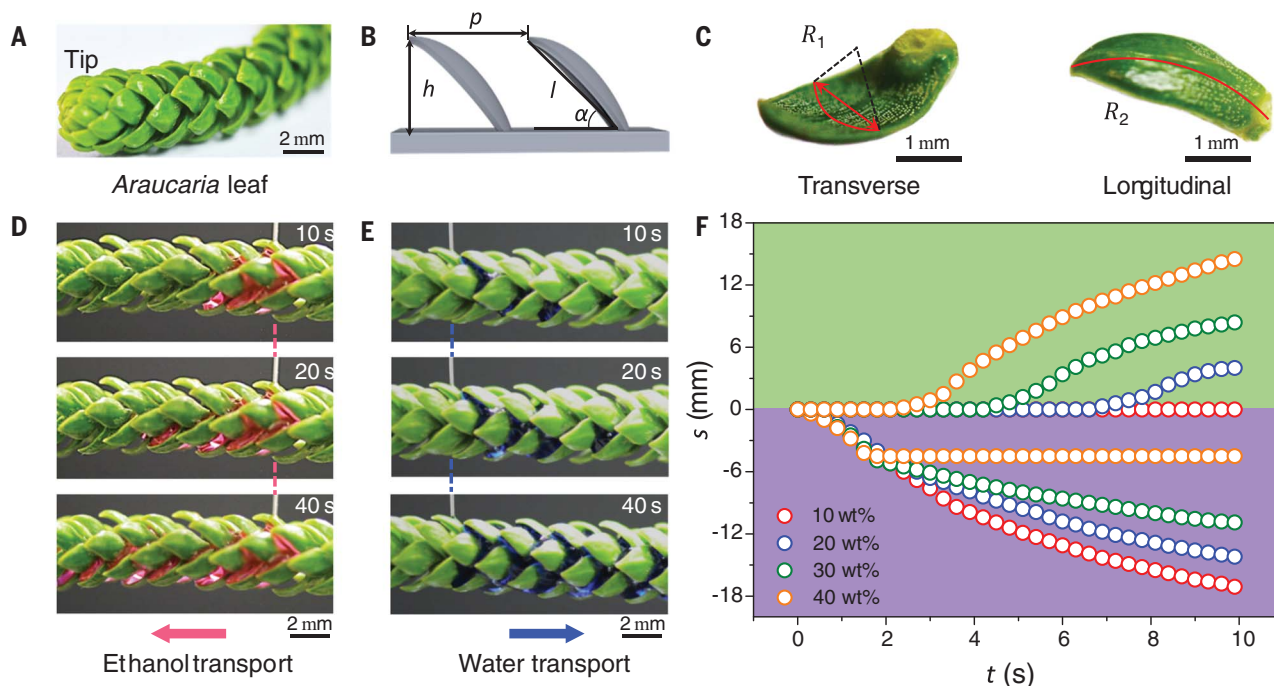 A
Tip
2 mm
Araucaria leaf
B
p
h
l
α
C
R1
1 mm
Transverse
R2
1 mm
Longitudinal
D
10 s
20 s
40 s
2 mm
Ethanol transport
E
10 s
20 s
40 s
2 mm
Water transport
F
18
12
6
0
-6
-12
-18
s (mm)
10 wt%
20 wt%
30 wt%
40 wt%
0 2 4 6 8 10
t (s)